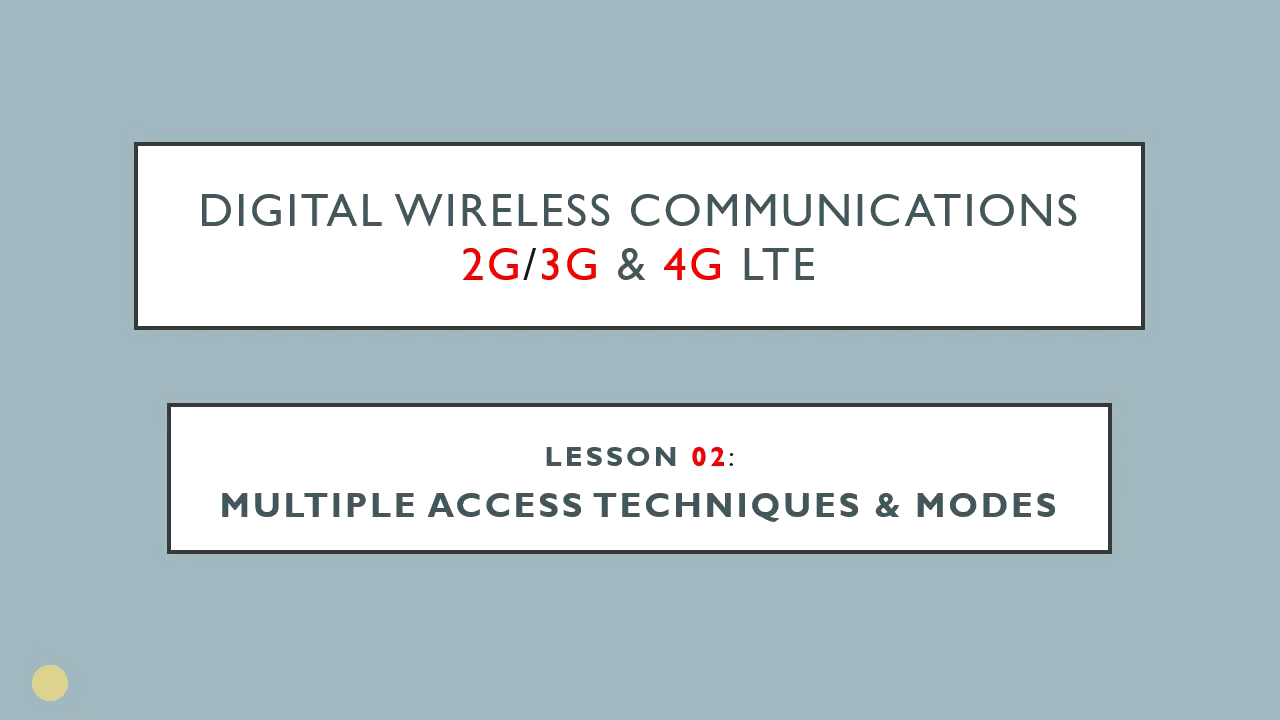 DIGITAL WIRELESS COMMUNICATIONS
2G/3G & 4G LTE
LESSON 02:
MULTIPLE ACCESS TECHNIQUES & MODES